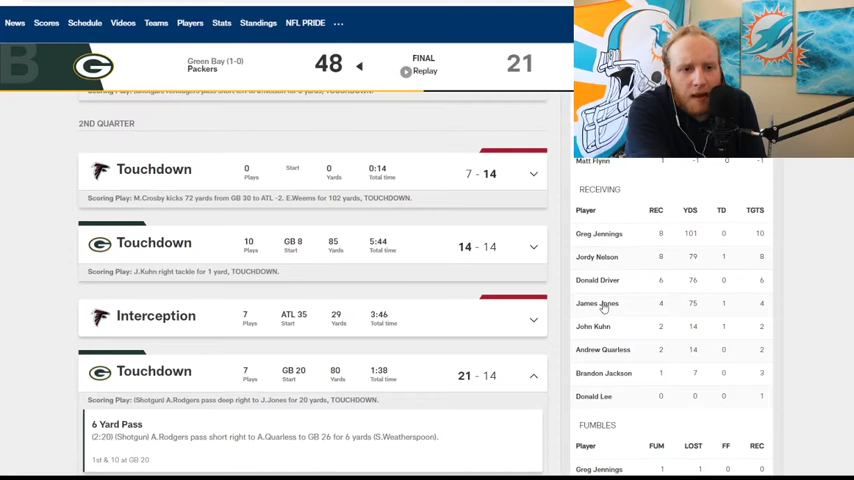 News Scores Schedule Videos Teams Players Stats Standings NFL PRIDE ...
Green Bay (1-0)
Packers
48
FINAL
Replay
21
2ND QUARTER
Touchdown
0 Plays
Start
0 Yards
0:14 Total time
7 - 14
Scoring Play: M.Crosby kicks 72 yards from GB 30 to ATL -2. E.Weems for 102 yards, TOUCHDOWN.
Touchdown
10 Plays
GB 8 Start
85 Yards
5:44 Total time
14 - 14
Scoring Play: J.Kuhn right tackle for 1 yard, TOUCHDOWN.
Interception
7 Plays
ATL 35 Start
29 Yards
3:46 Total time
Touchdown
7 Plays
GB 20 Start
80 Yards
1:38 Total time
21 - 14
Scoring Play: (Shotgun) A.Rodgers pass deep right to J.Jones for 20 yards, TOUCHDOWN.
6 Yard Pass
(2:20) (Shotgun) A.Rodgers pass short right to A.Quarless to GB 26 for 6 yards (S.Weatherspoon).
1st & 10 at GB 20
Matt Flynn 1 -1 0 -1
RECEIVING
Player REC YDS TD TGTS
Greg Jennings 8 101 0 10
Jordy Nelson 8 79 1 8
Donald Driver 6 76 0 6
James Jones 4 75 1 4
John Kuhn 2 14 1 2
Andrew Quarless 2 14 0 2
Brandon Jackson 1 7 0 3
Donald Lee 0 0 0 1
FUMBLES
Player FUM LOST FF REC
Greg Jennings 1 1 0 0